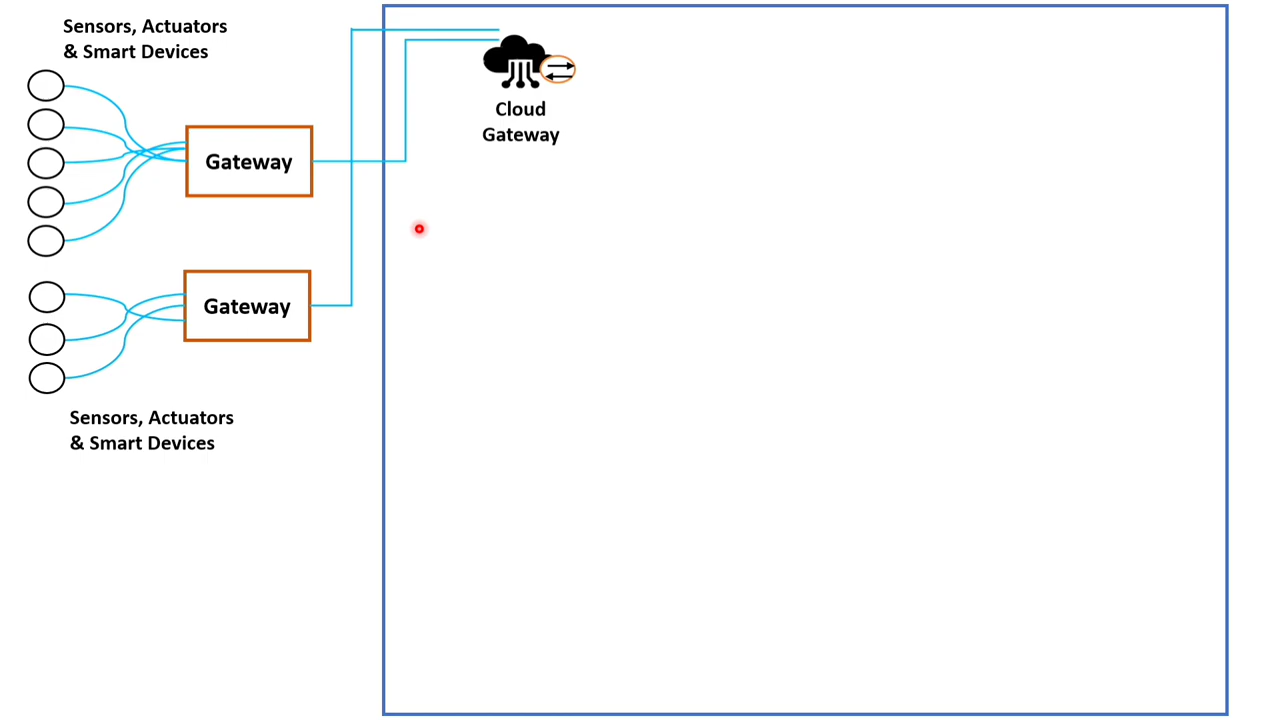 Sensors, Actuators
& Smart Devices
Cloud
Gateway
Gateway
Gateway
Sensors, Actuators
& Smart Devices